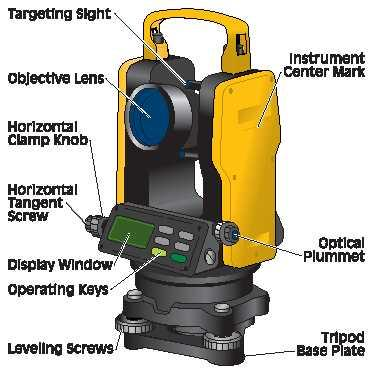 Targeting Sight
Objective Lens
Horizontal
Clamp Knob
Horizontal
Tangent
Screw
Display Window
Operating Keys
Leveling Screws
Instrument
Center Mark
Optical
Plummet
Tripod
Base Plate